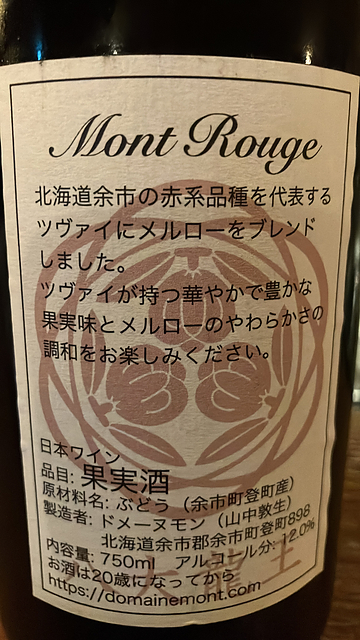 Mont Rouge
北海道余市の赤系品種を代表する
ツヴァイにメルローをブレンド
しました。
ツヴァイが持つ華やかで豊かな
果実味とメルローのやわらかさの
調和をお楽しみください。
日本ワイン
品目: 果実酒
原材料名: ぶどう（余市町登町産）
製造者: ドメーヌモン（山中敦生）
北海道余市郡余市町登町898
内容量: 750ml アルコール分: 12.0%
お酒は20歳になってから
https://domainemont.com